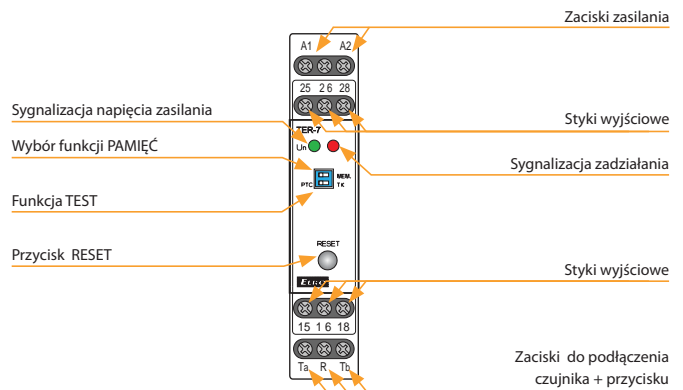 Zaciski zasilania
A1 A2
25 26 28
Sygnalizacja napięcia zasilania
Styki wyjściowe
TER-7
Wybór funkcji PAMIĘĆ
Un
Sygnalizacja zadziałania
MEM.
PTC TK
Funkcja TEST
RESET
Przycisk RESET
Styki wyjściowe
ELKO
15 16 18
Zaciski do podłączenia
Ta R Tb
czujnika + przycisku